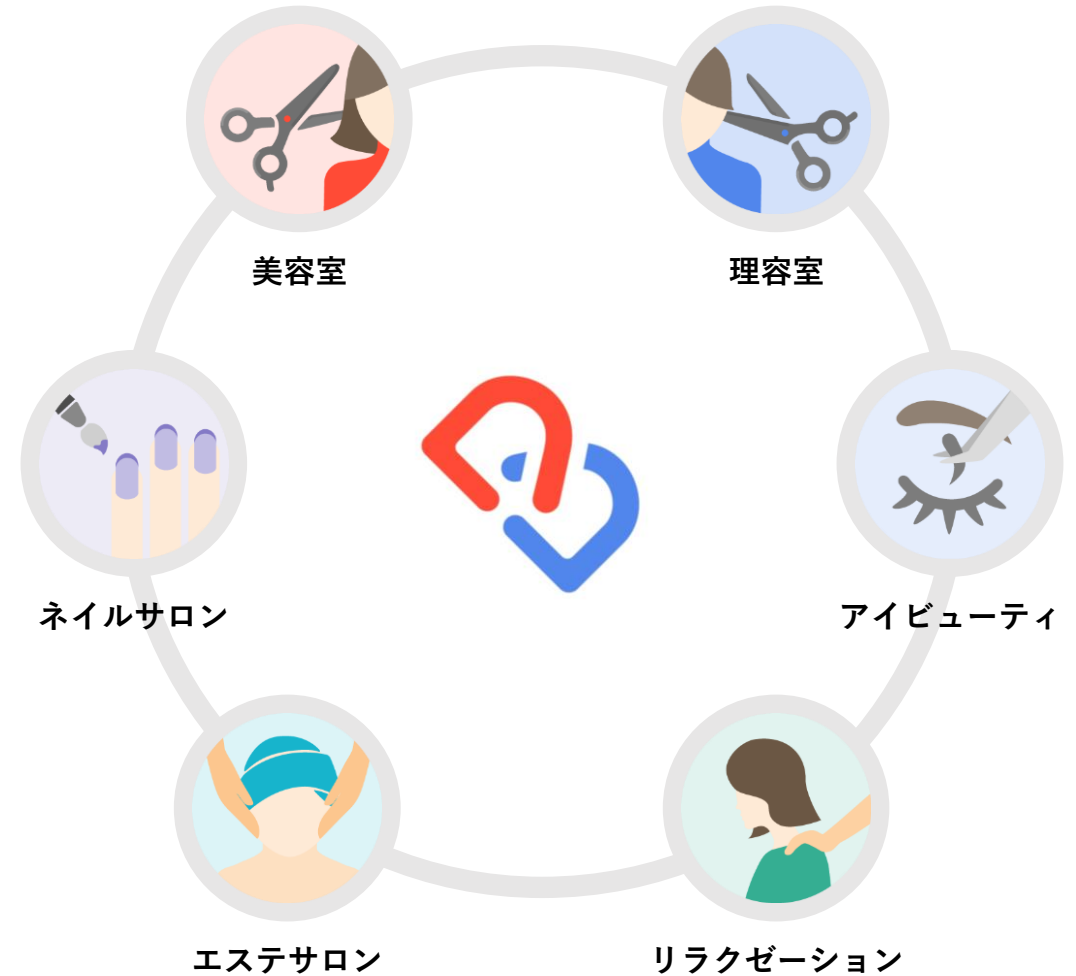 美容室
理容室
ネイルサロン
アイビューティ
エステサロン
リラクゼーション